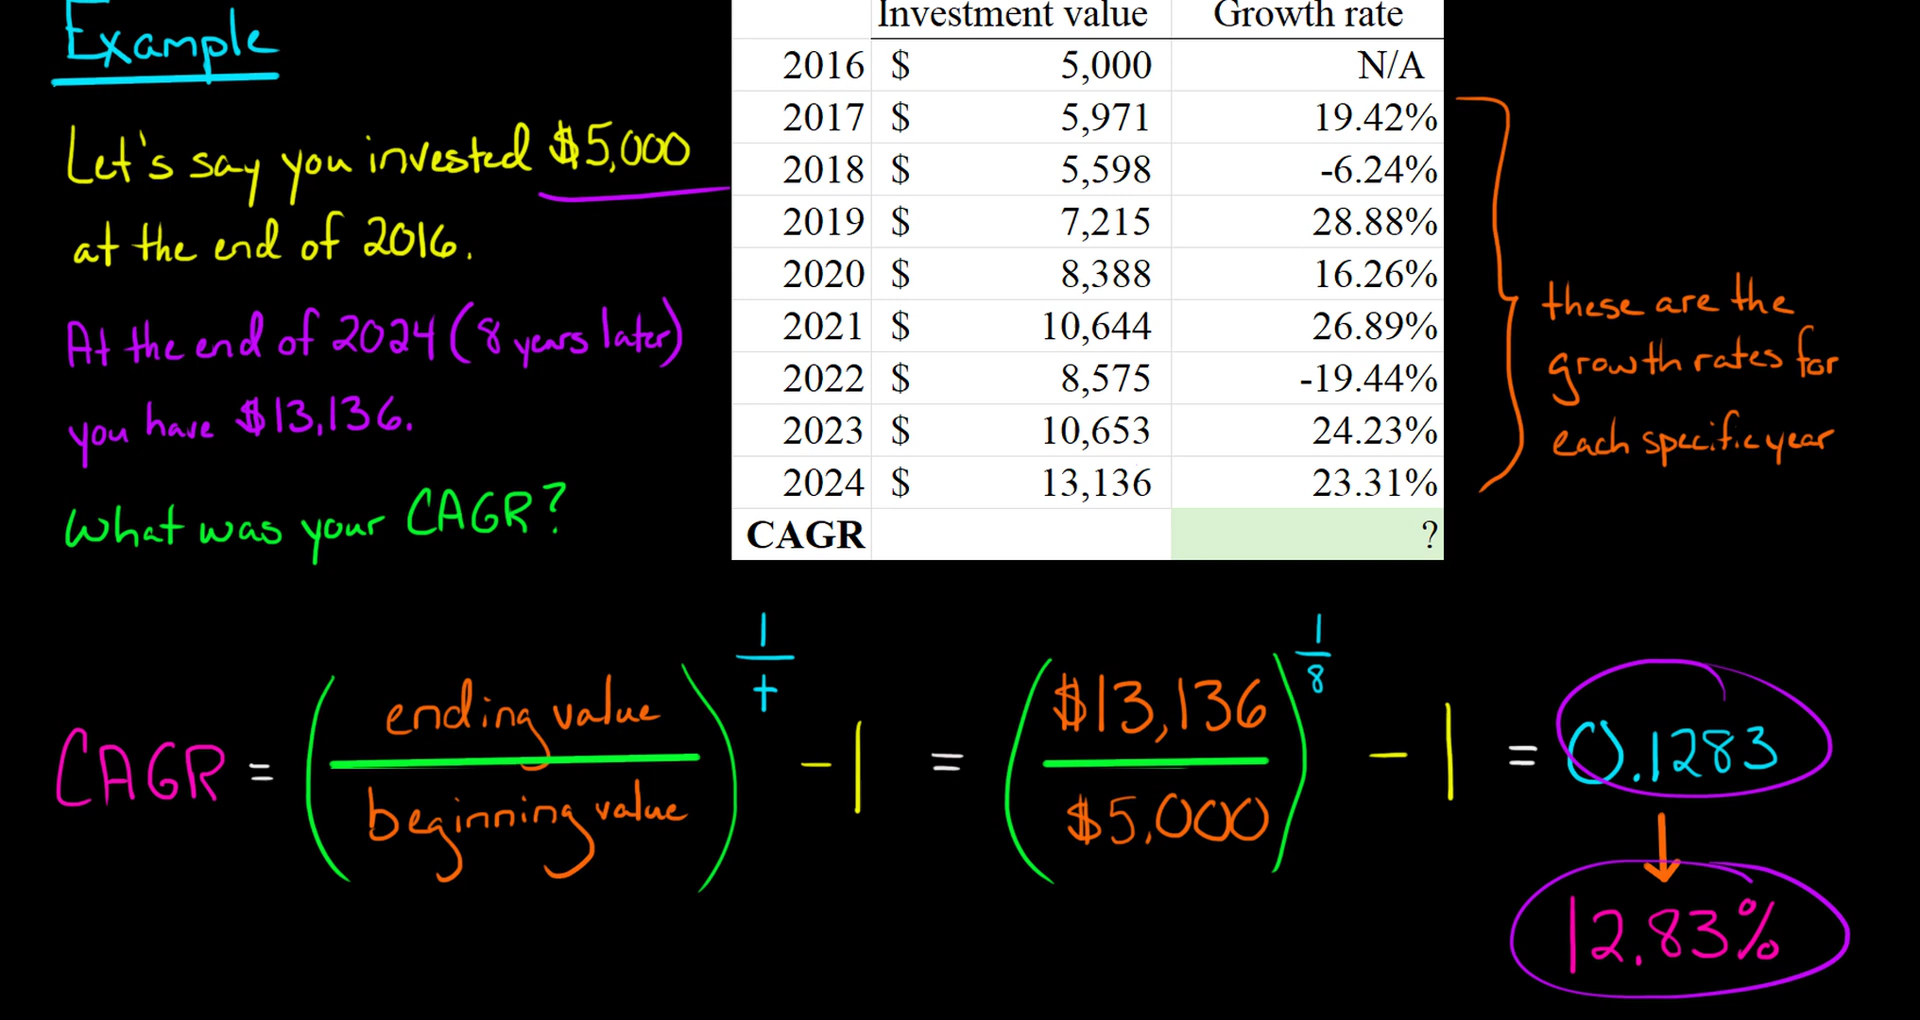 Example
Let's say you invested $5,000
at the end of 2016.
At the end of 2024 (8 years later)
you have $13,136.
What was your CAGR?
Investment value Growth rate
2016 $ 5,000 N/A
2017 $ 5,971 19.42%
2018 $ 5,598 -6.24%
2019 $ 7,215 28.88%
2020 $ 8,388 16.26%
2021 $ 10,644 26.89%
2022 $ 8,575 -19.44%
2023 $ 10,653 24.23%
2024 $ 13,136 23.31%
CAGR ?
these are the
growth rates for
each specific year
CAGR = (ending value / beginning value)^(1/t) - 1 = ($13,136 / $5,000)^(1/8) - 1 = 0.1283
12.83%